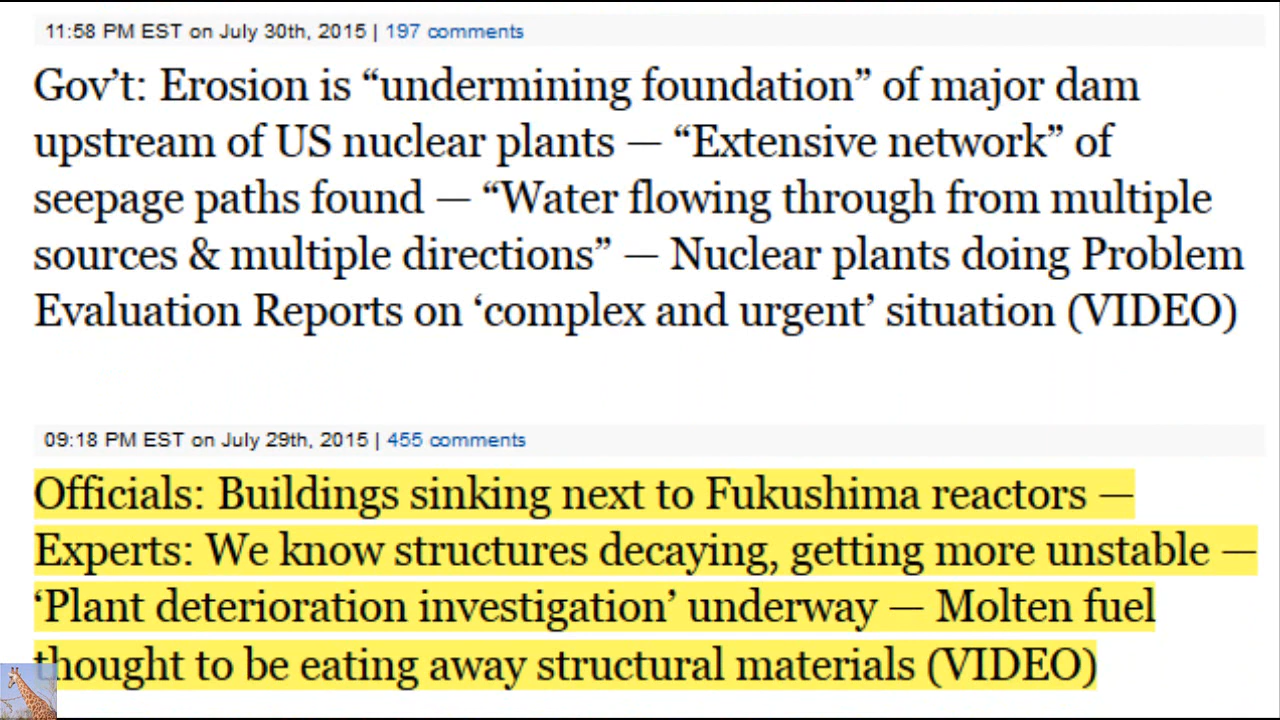 11:58 PM EST on July 30th, 2015 | 197 comments
Gov’t: Erosion is “undermining foundation” of major dam
upstream of US nuclear plants — “Extensive network” of
seepage paths found — “Water flowing through from multiple
sources & multiple directions” — Nuclear plants doing Problem
Evaluation Reports on ‘complex and urgent’ situation (VIDEO)
09:18 PM EST on July 29th, 2015 | 455 comments
Officials: Buildings sinking next to Fukushima reactors —
Experts: We know structures decaying, getting more unstable —
‘Plant deterioration investigation’ underway — Molten fuel
thought to be eating away structural materials (VIDEO)